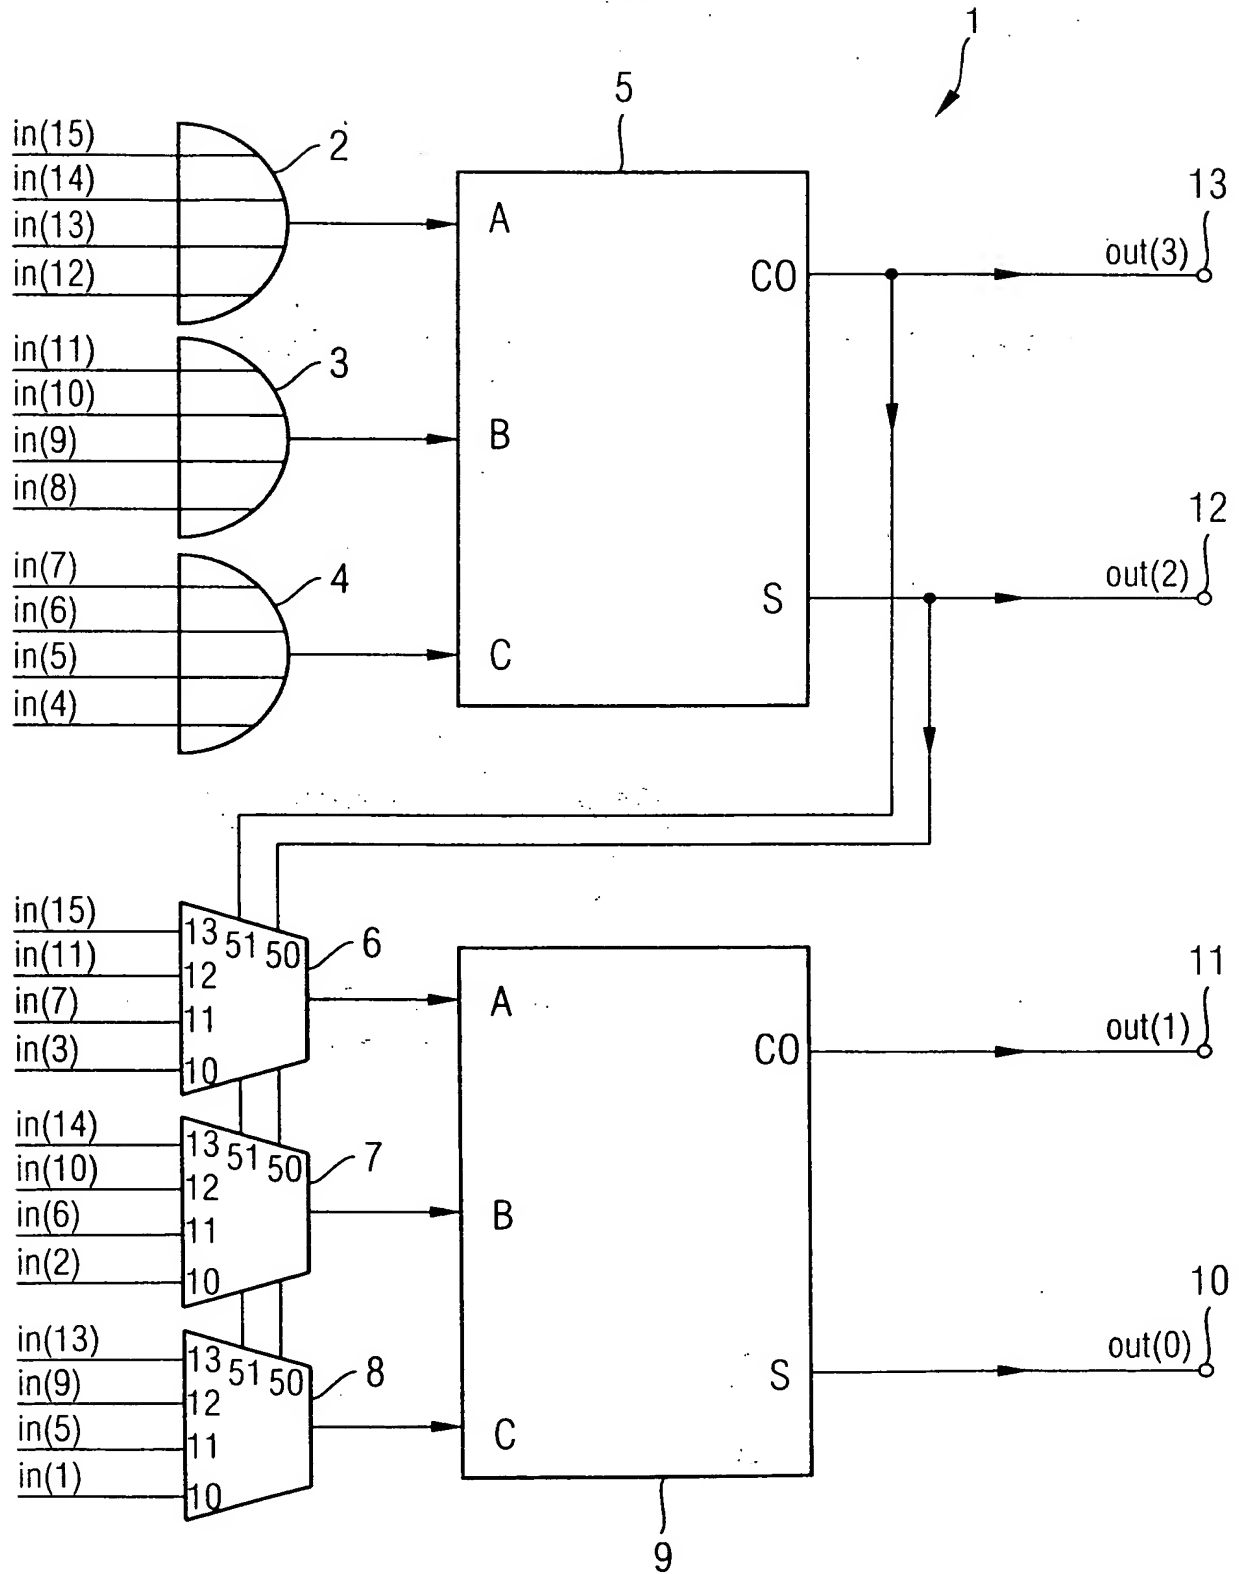 1
5
in(15)
2
in(14)
in(13)
in(12)
A
CO
13
out(3)
in(11)
3
in(10)
in(9)
in(8)
B
12
out(2)
in(7)
4
in(6)
in(5)
in(4)
C
S
in(15)
13
51
50
6
in(11)
12
in(7)
11
in(3)
10
A
CO
11
out(1)
in(14)
13
51
50
7
in(10)
12
in(6)
11
in(2)
10
B
10
out(0)
in(13)
13
51
50
8
in(9)
12
in(5)
11
in(1)
10
C
S
9